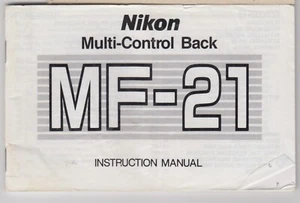 Nikon
Multi-Control Back
MF-21
INSTRUCTION MANUAL